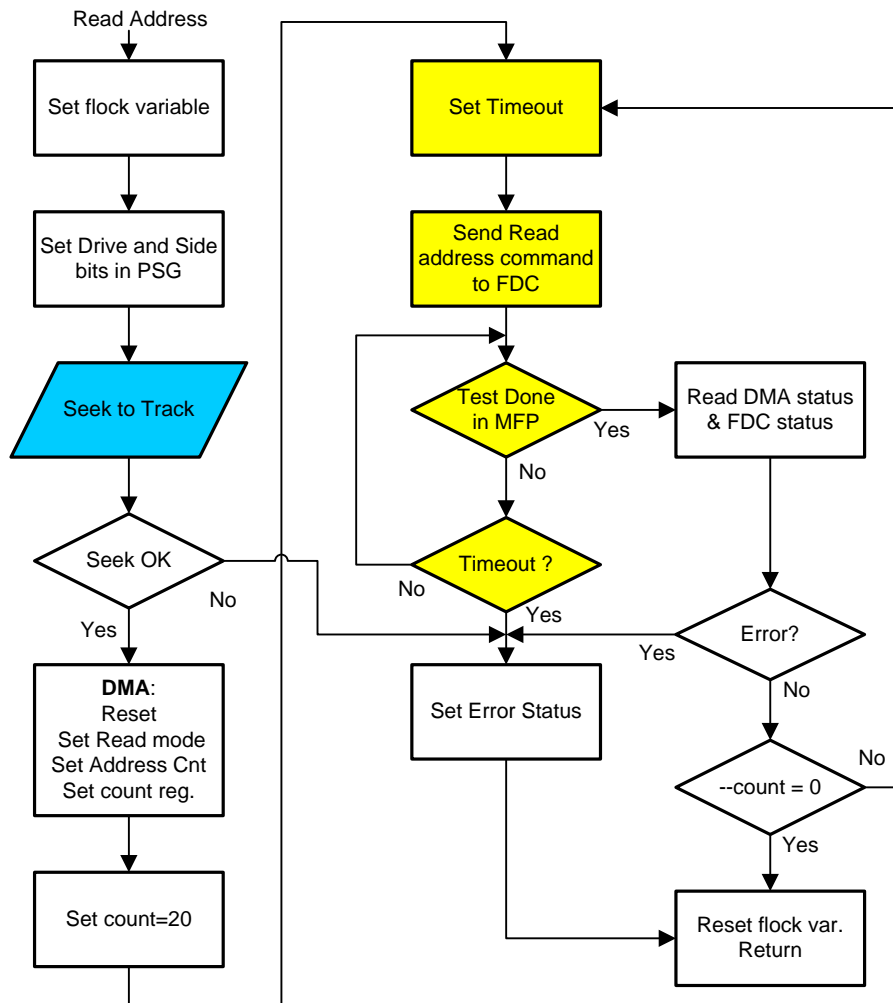 Read Address
Set flock variable
Set Drive and Side
bits in PSG
Seek to Track
Seek OK
No
Yes
DMA:
Reset
Set Read mode
Set Address Cnt
Set count reg.
Set count=20
Set Timeout
Send Read
address command
to FDC
Test Done
in MFP
Yes
No
Timeout ?
No
Yes
Set Error Status
Read DMA status
& FDC status
Error?
Yes
No
--count = 0
No
Yes
Reset flock var.
Return